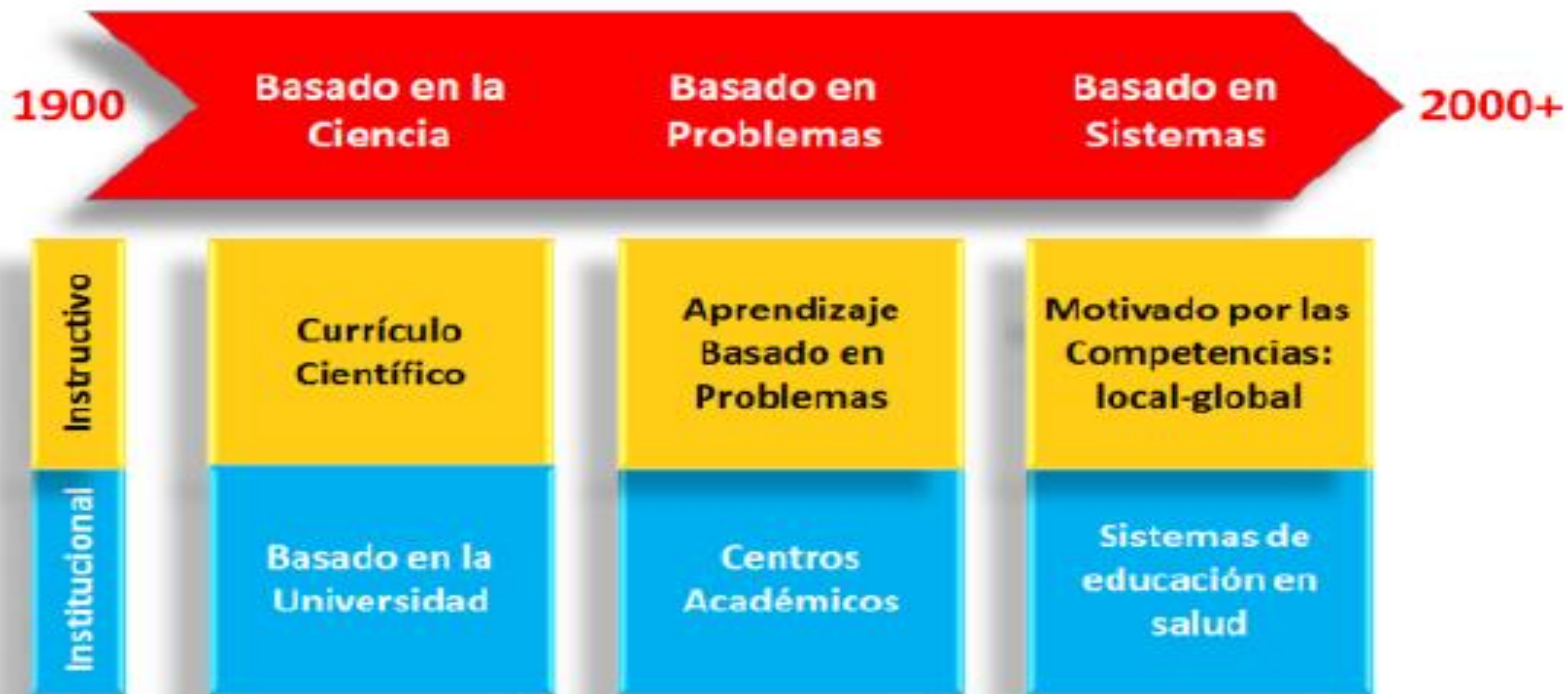 1900
Basado en la
Ciencia
Basado en
Problemas
Basado en
Sistemas
2000+
Instructivo
Currículo
Científico
Aprendizaje
Basado en
Problemas
Motivado por las
Competencias:
local-global
Institucional
Basado en la
Universidad
Centros
Académicos
Sistemas de
educación en
salud